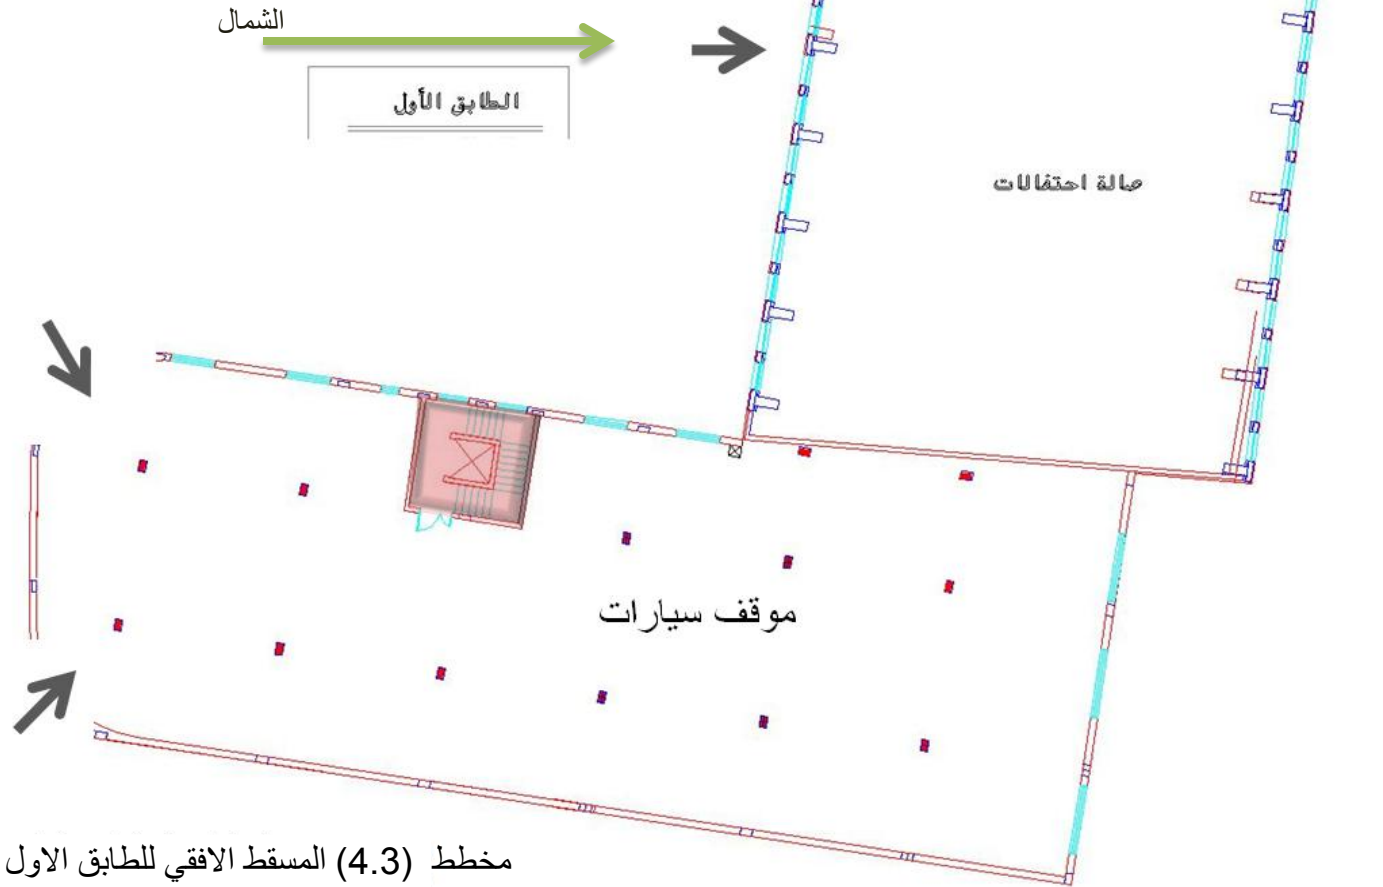 الشمال
الطابق الأول
صالة احتفالات
موقف سيارات
مخطط (4.3) المسقط الافقي للطابق الاول